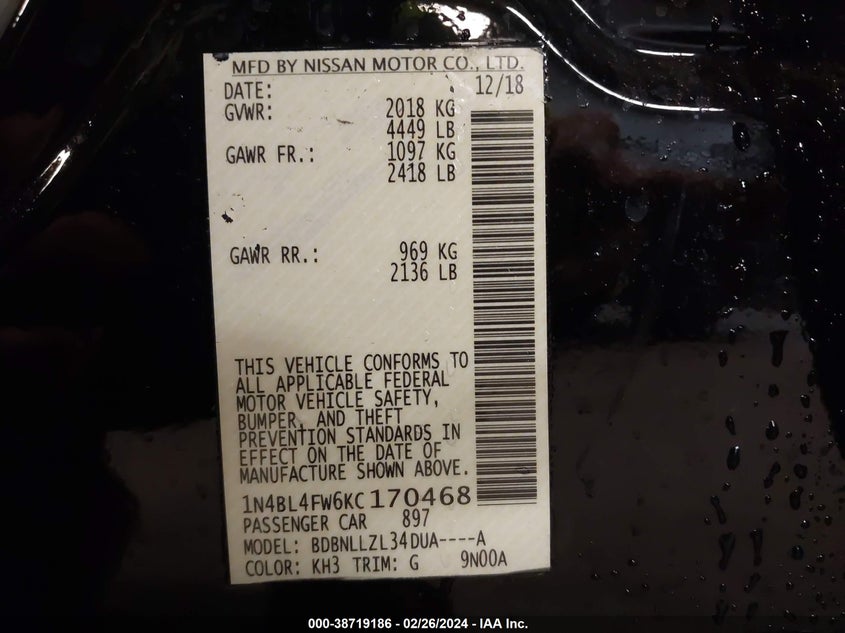 MFD BY NISSAN MOTOR CO., LTD.
DATE: 12/18
GVWR: 2018 KG
4449 LB
GAWR FR.: 1097 KG
2418 LB
GAWR RR.: 969 KG
2136 LB
THIS VEHICLE CONFORMS TO
ALL APPLICABLE FEDERAL
MOTOR VEHICLE SAFETY,
BUMPER, AND THEFT
PREVENTION STANDARDS IN
EFFECT ON THE DATE OF
MANUFACTURE SHOWN ABOVE.
1N4BL4FW6KC170468
PASSENGER CAR 897
MODEL: BDBNLLZL34DUA----A
COLOR: KH3 TRIM: G 9N00A
000-38719186 - 02/26/2024 - IAA Inc.